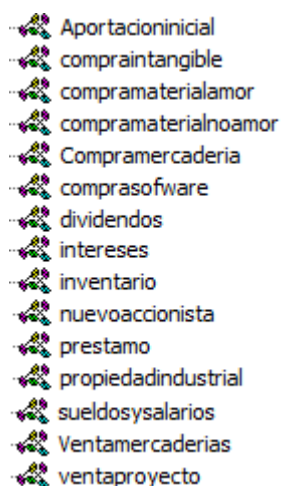 Aportacioninicial
compraintangible
compramaterialamor
compramaterialnoamor
Compramercaderia
comprasofware
dividendos
intereses
inventario
nuevoaccionista
prestamo
propiedadindustrial
sueldosysalarios
Ventamercaderias
ventaproyecto